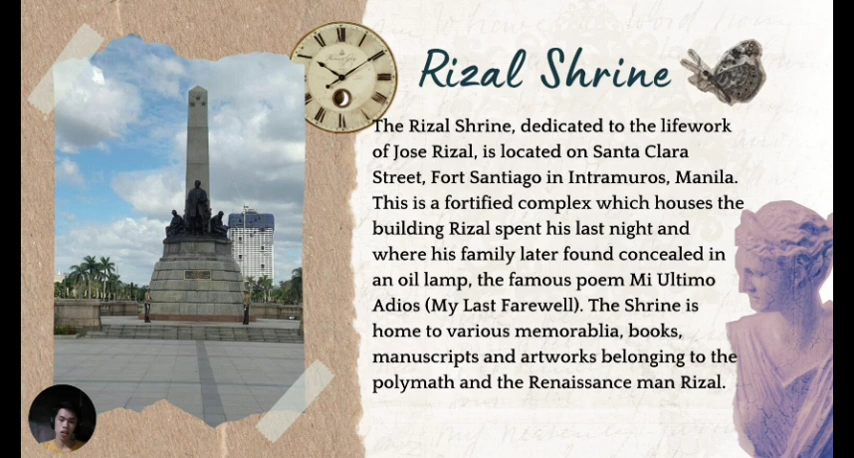 Rizal Shrine
The Rizal Shrine, dedicated to the lifework
of Jose Rizal, is located on Santa Clara
Street, Fort Santiago in Intramuros, Manila.
This is a fortified complex which houses the
building Rizal spent his last night and
where his family later found concealed in
an oil lamp, the famous poem Mi Ultimo
Adios (My Last Farewell). The Shrine is
home to various memorablia, books,
manuscripts and artworks belonging to the
polymath and the Renaissance man Rizal.